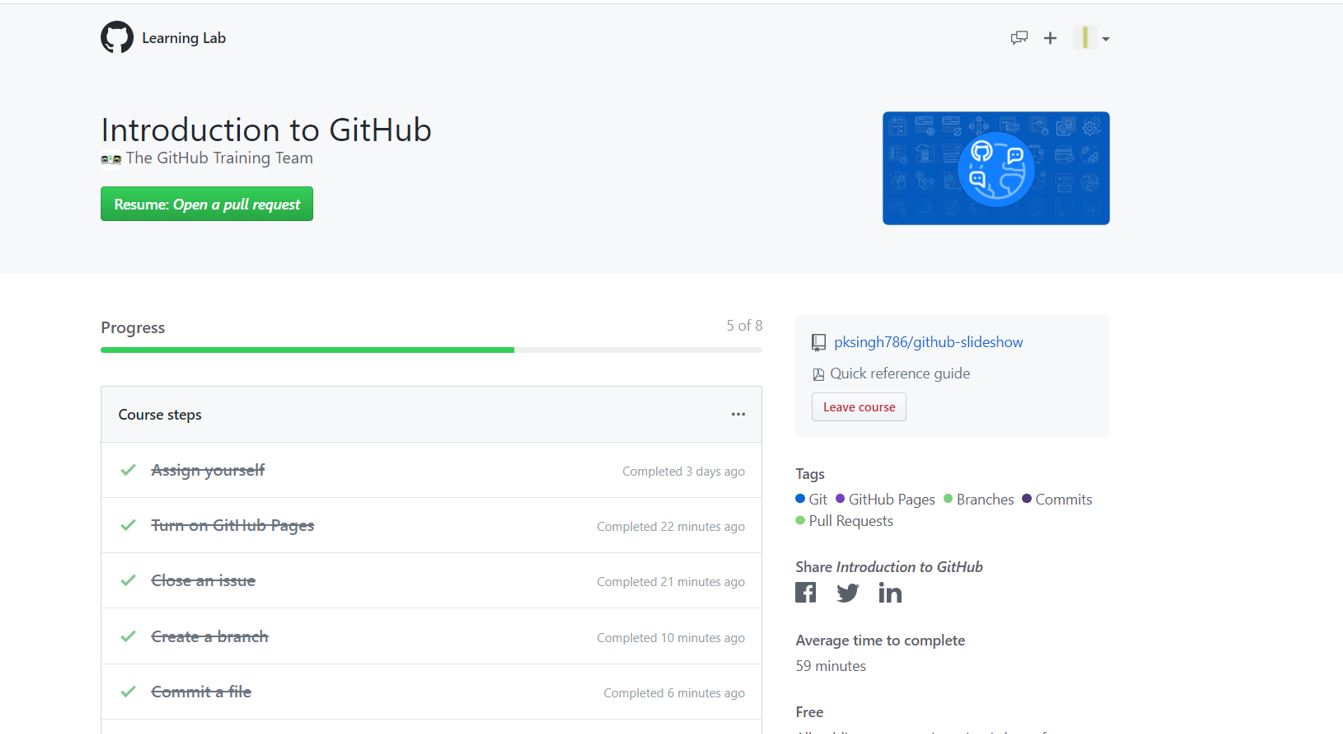 Learning Lab
Introduction to GitHub
The GitHub Training Team
Resume: Open a pull request
Progress
5 of 8
Course steps
Assign yourself
Completed 3 days ago
Turn on GitHub Pages
Completed 22 minutes ago
Close an issue
Completed 21 minutes ago
Create a branch
Completed 10 minutes ago
Commit a file
Completed 6 minutes ago
pksingh786/github-slideshow
Quick reference guide
Leave course
Tags
Git GitHub Pages Branches Commits
Pull Requests
Share Introduction to GitHub
Average time to complete
59 minutes
Free